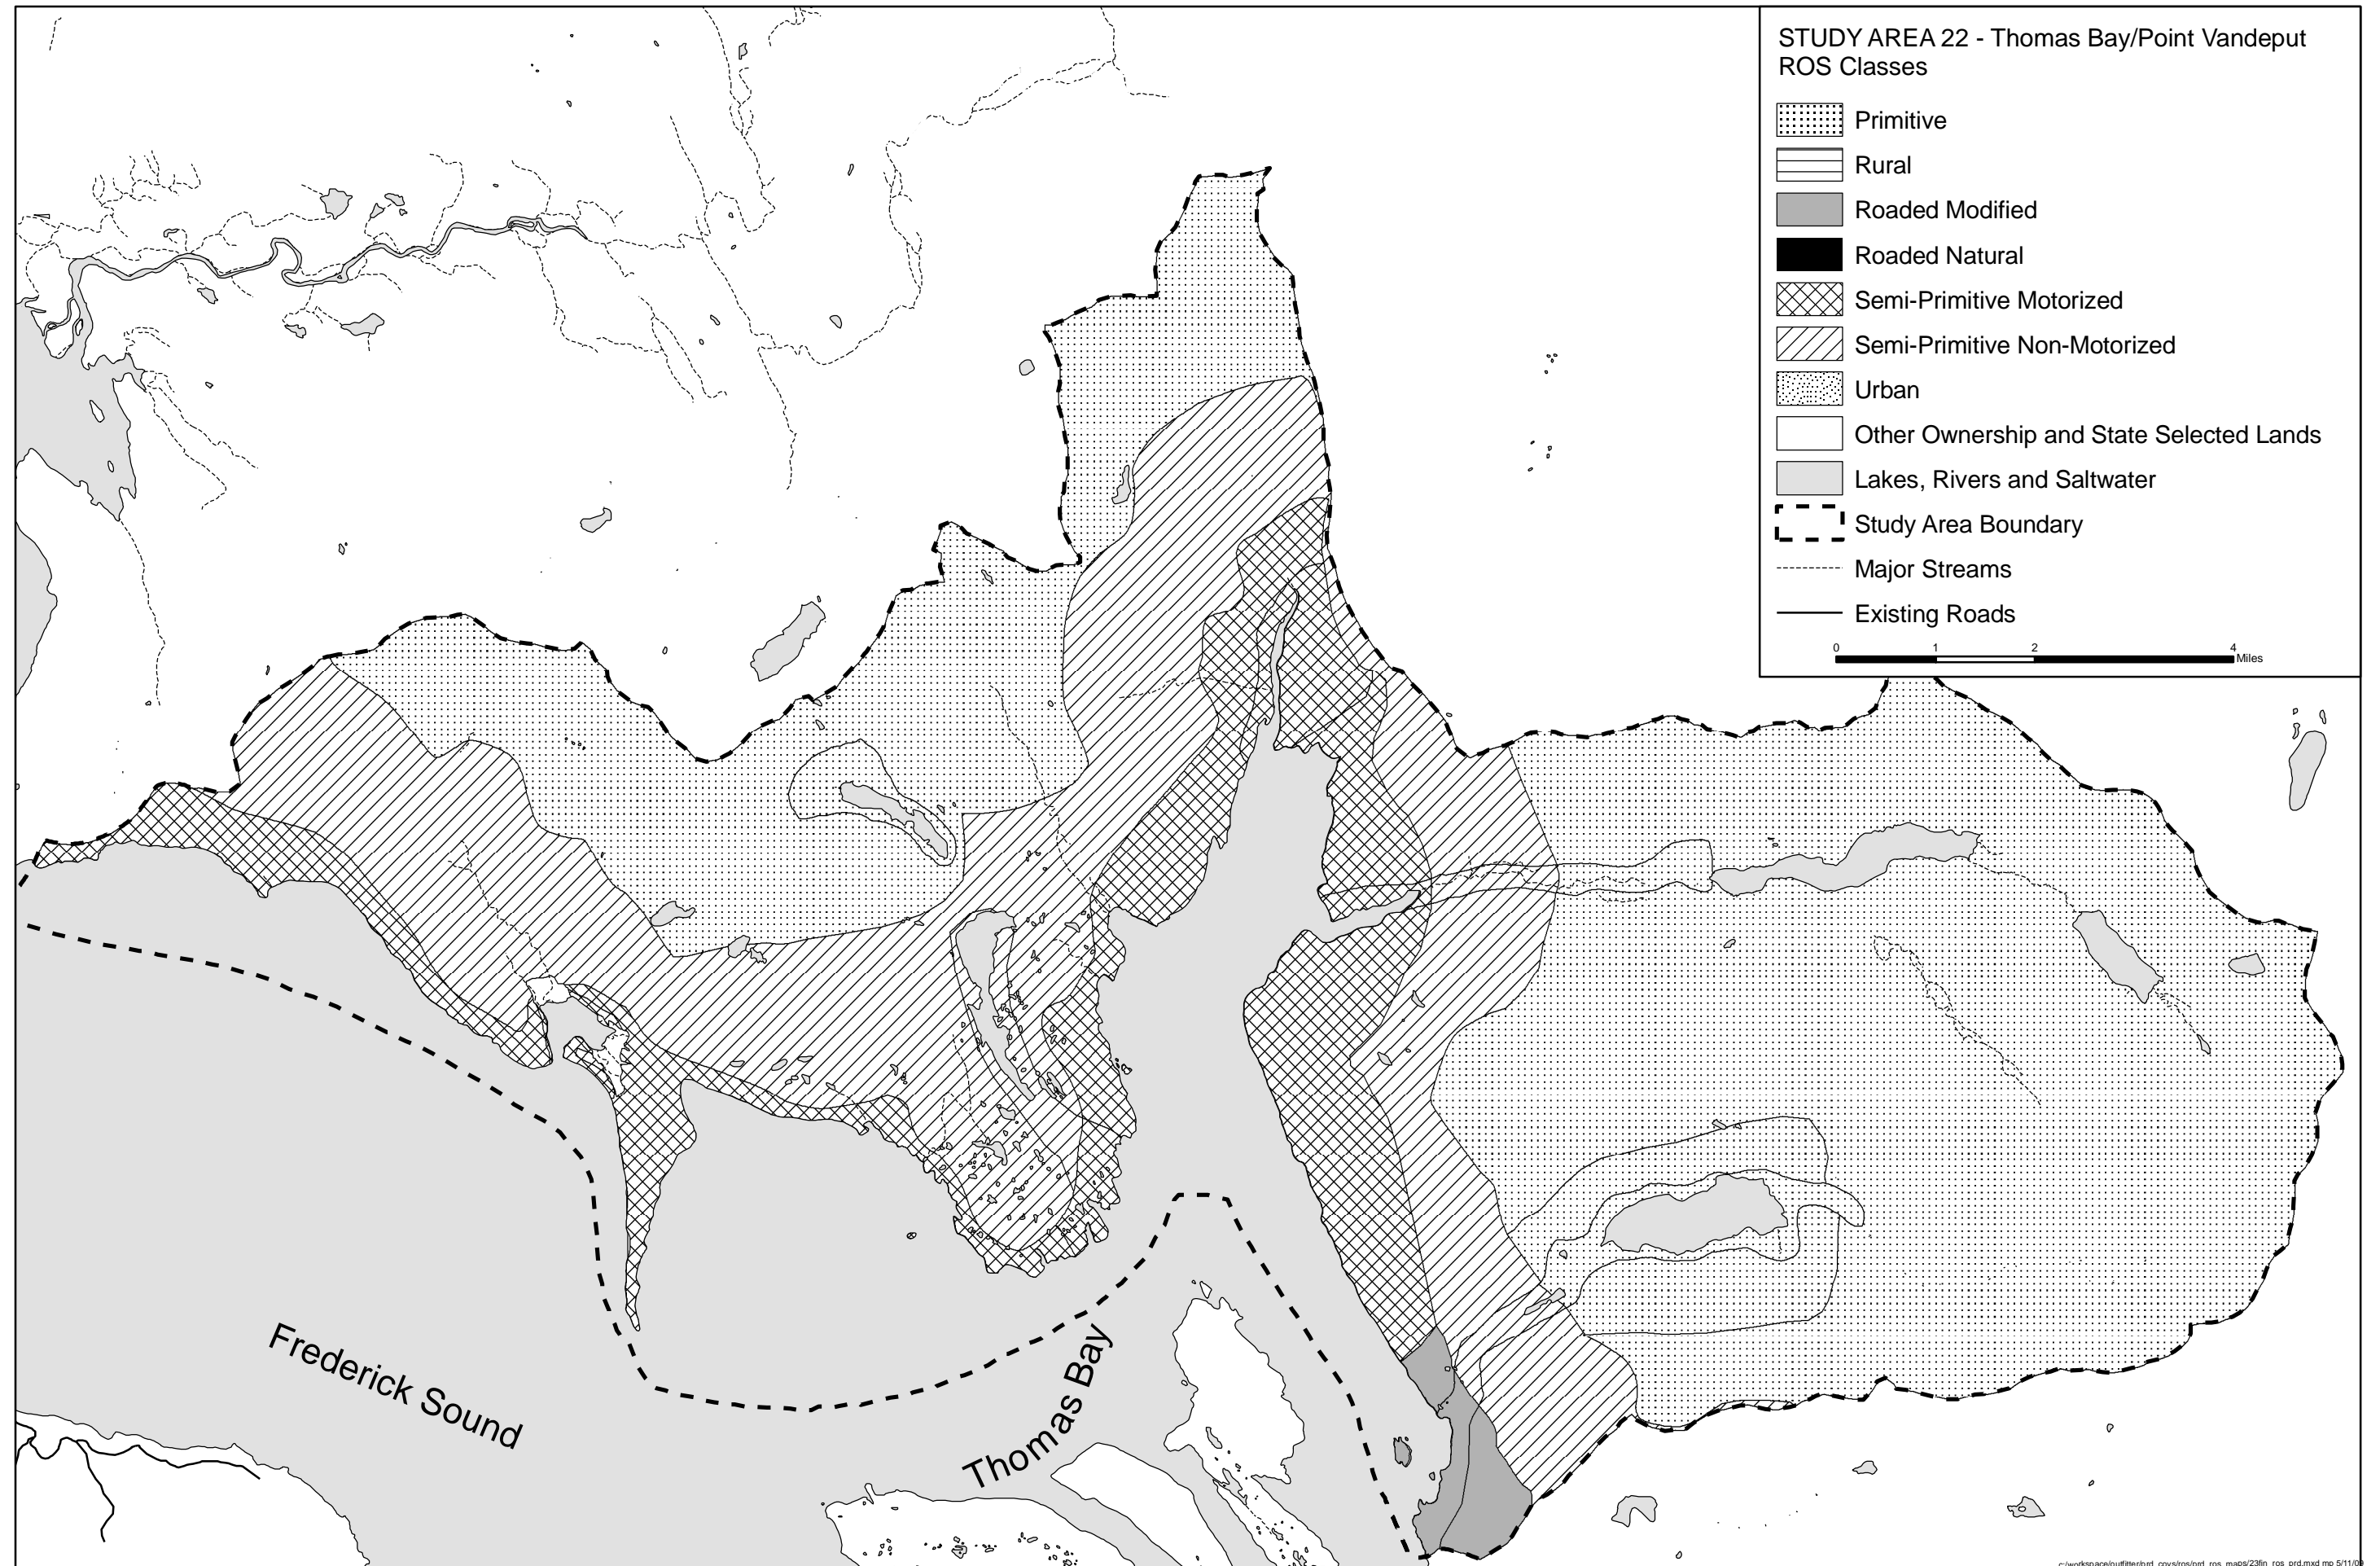 STUDY AREA 22 - Thomas Bay/Point Vandeput
ROS Classes
Primitive
Rural
Roaded Modified
Roaded Natural
Semi-Primitive Motorized
Semi-Primitive Non-Motorized
Urban
Other Ownership and State Selected Lands
Lakes, Rivers and Saltwater
Study Area Boundary
Major Streams
Existing Roads
0 1 2 4
Miles
Frederick Sound
Thomas Bay